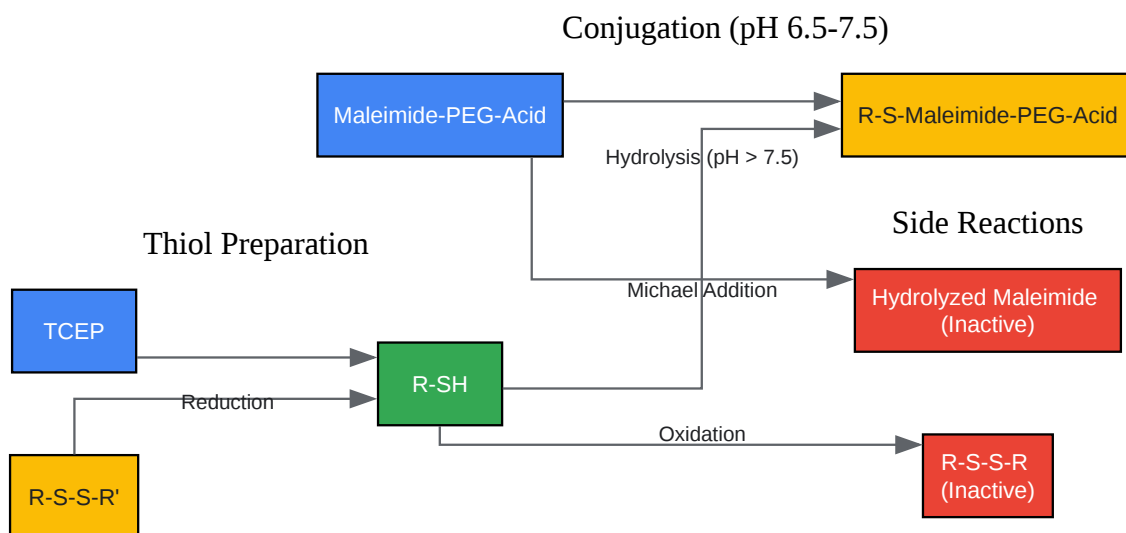 Conjugation (pH 6.5-7.5)
Maleimide-PEG-Acid
R-S-Maleimide-PEG-Acid
Hydrolysis (pH > 7.5)
Side Reactions
Thiol Preparation
Michael Addition
Hydrolyzed Maleimide
(Inactive)
TCEP
R-SH
Reduction
Oxidation
R-S-S-R
(Inactive)
R-S-S-R'